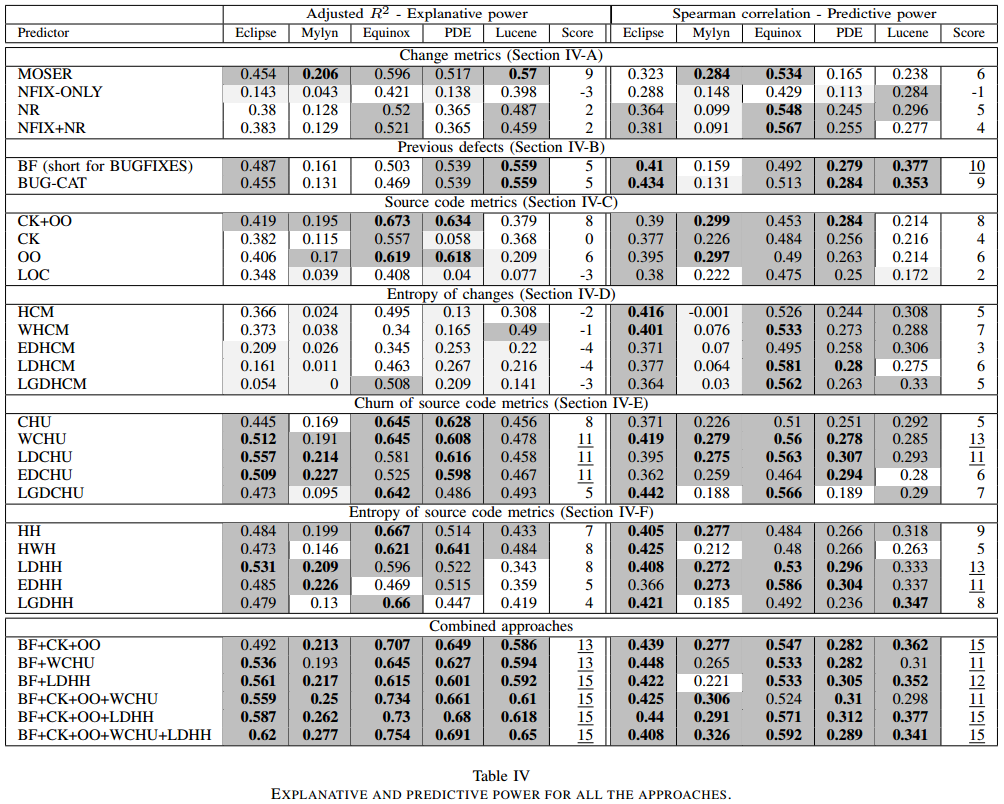 Adjusted R² - Explanative power Spearman correlation - Predictive power
Predictor Eclipse Mylyn Equinox PDE Lucene Score Eclipse Mylyn Equinox PDE Lucene Score
Change metrics (Section IV-A)
MOSER 0.454 0.206 0.596 0.517 0.57 9 0.323 0.284 0.534 0.165 0.238 6
NFIX-ONLY 0.143 0.043 0.421 0.138 0.398 -3 0.288 0.148 0.429 0.113 0.284 -1
NR 0.38 0.128 0.52 0.365 0.487 2 0.364 0.099 0.548 0.245 0.296 5
NFIX+NR 0.383 0.129 0.521 0.365 0.459 2 0.381 0.091 0.567 0.255 0.277 4
Previous defects (Section IV-B)
BF (short for BUGFIXES) 0.487 0.161 0.503 0.539 0.559 5 0.41 0.159 0.492 0.279 0.377 10
BUG-CAT 0.455 0.131 0.469 0.539 0.559 5 0.434 0.131 0.513 0.284 0.353 9
Source code metrics (Section IV-C)
CK+OO 0.419 0.195 0.673 0.634 0.379 8 0.39 0.299 0.453 0.284 0.214 8
CK 0.382 0.115 0.557 0.058 0.368 0 0.377 0.226 0.484 0.256 0.216 4
OO 0.406 0.17 0.619 0.618 0.209 6 0.395 0.297 0.49 0.263 0.214 6
LOC 0.348 0.039 0.408 0.04 0.077 -3 0.38 0.222 0.475 0.25 0.172 2
Entropy of changes (Section IV-D)
HCM 0.366 0.024 0.495 0.13 0.308 -2 0.416 -0.001 0.526 0.244 0.308 5
WHCM 0.373 0.038 0.34 0.165 0.49 -1 0.401 0.076 0.533 0.273 0.288 7
EDHCM 0.209 0.026 0.345 0.253 0.22 -4 0.371 0.07 0.495 0.258 0.306 3
LDHCM 0.161 0.011 0.463 0.267 0.216 -4 0.377 0.064 0.581 0.28 0.275 6
LGDHCM 0.054 0 0.508 0.209 0.141 -3 0.364 0.03 0.562 0.263 0.33 5
Churn of source code metrics (Section IV-E)
CHU 0.445 0.169 0.645 0.628 0.456 8 0.371 0.226 0.51 0.251 0.292 5
WCHU 0.512 0.191 0.645 0.608 0.478 11 0.419 0.279 0.56 0.278 0.285 13
LDCHU 0.557 0.214 0.581 0.616 0.458 11 0.395 0.275 0.563 0.307 0.293 11
EDCHU 0.509 0.227 0.525 0.598 0.467 11 0.362 0.259 0.464 0.294 0.28 6
LGDCHU 0.473 0.095 0.642 0.486 0.493 5 0.442 0.188 0.566 0.189 0.29 7
Entropy of source code metrics (Section IV-F)
HH 0.484 0.199 0.667 0.514 0.433 7 0.405 0.277 0.484 0.266 0.318 9
HWH 0.473 0.146 0.621 0.641 0.484 8 0.425 0.212 0.48 0.266 0.263 5
LDHH 0.531 0.209 0.596 0.522 0.343 8 0.408 0.272 0.53 0.296 0.333 13
EDHH 0.485 0.226 0.469 0.515 0.359 5 0.366 0.273 0.586 0.304 0.337 11
LGDHH 0.479 0.13 0.66 0.447 0.419 4 0.421 0.185 0.492 0.236 0.347 8
Combined approaches
BF+CK+OO 0.492 0.213 0.707 0.649 0.586 13 0.439 0.277 0.547 0.282 0.362 15
BF+WCHU 0.536 0.193 0.645 0.627 0.594 13 0.448 0.265 0.533 0.282 0.31 11
BF+LDHH 0.561 0.217 0.615 0.601 0.592 15 0.422 0.221 0.533 0.305 0.352 12
BF+CK+OO+WCHU 0.559 0.25 0.734 0.661 0.61 15 0.425 0.306 0.524 0.31 0.298 11
BF+CK+OO+LDHH 0.587 0.262 0.73 0.68 0.618 15 0.44 0.291 0.571 0.312 0.377 15
BF+CK+OO+WCHU+LDHH 0.62 0.277 0.754 0.691 0.65 15 0.408 0.326 0.592 0.289 0.341 15
Table IV
EXPLANATIVE AND PREDICTIVE POWER FOR ALL THE APPROACHES.